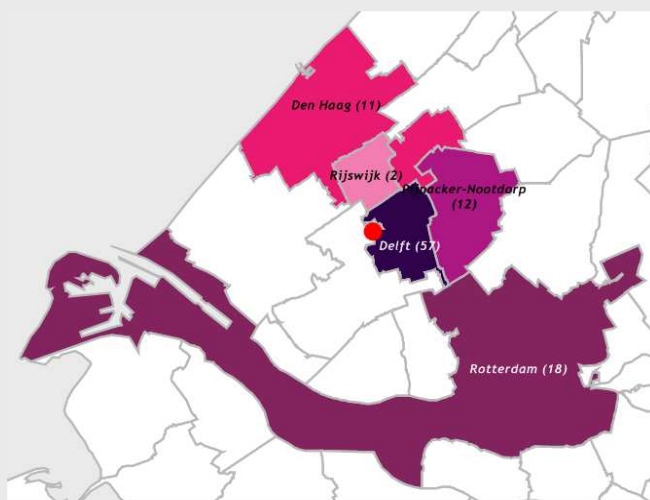 Den Haag (11)
Rijswijk (2)
Pijnacker-Nootdorp
(12)
Delft (57)
Rotterdam (18)